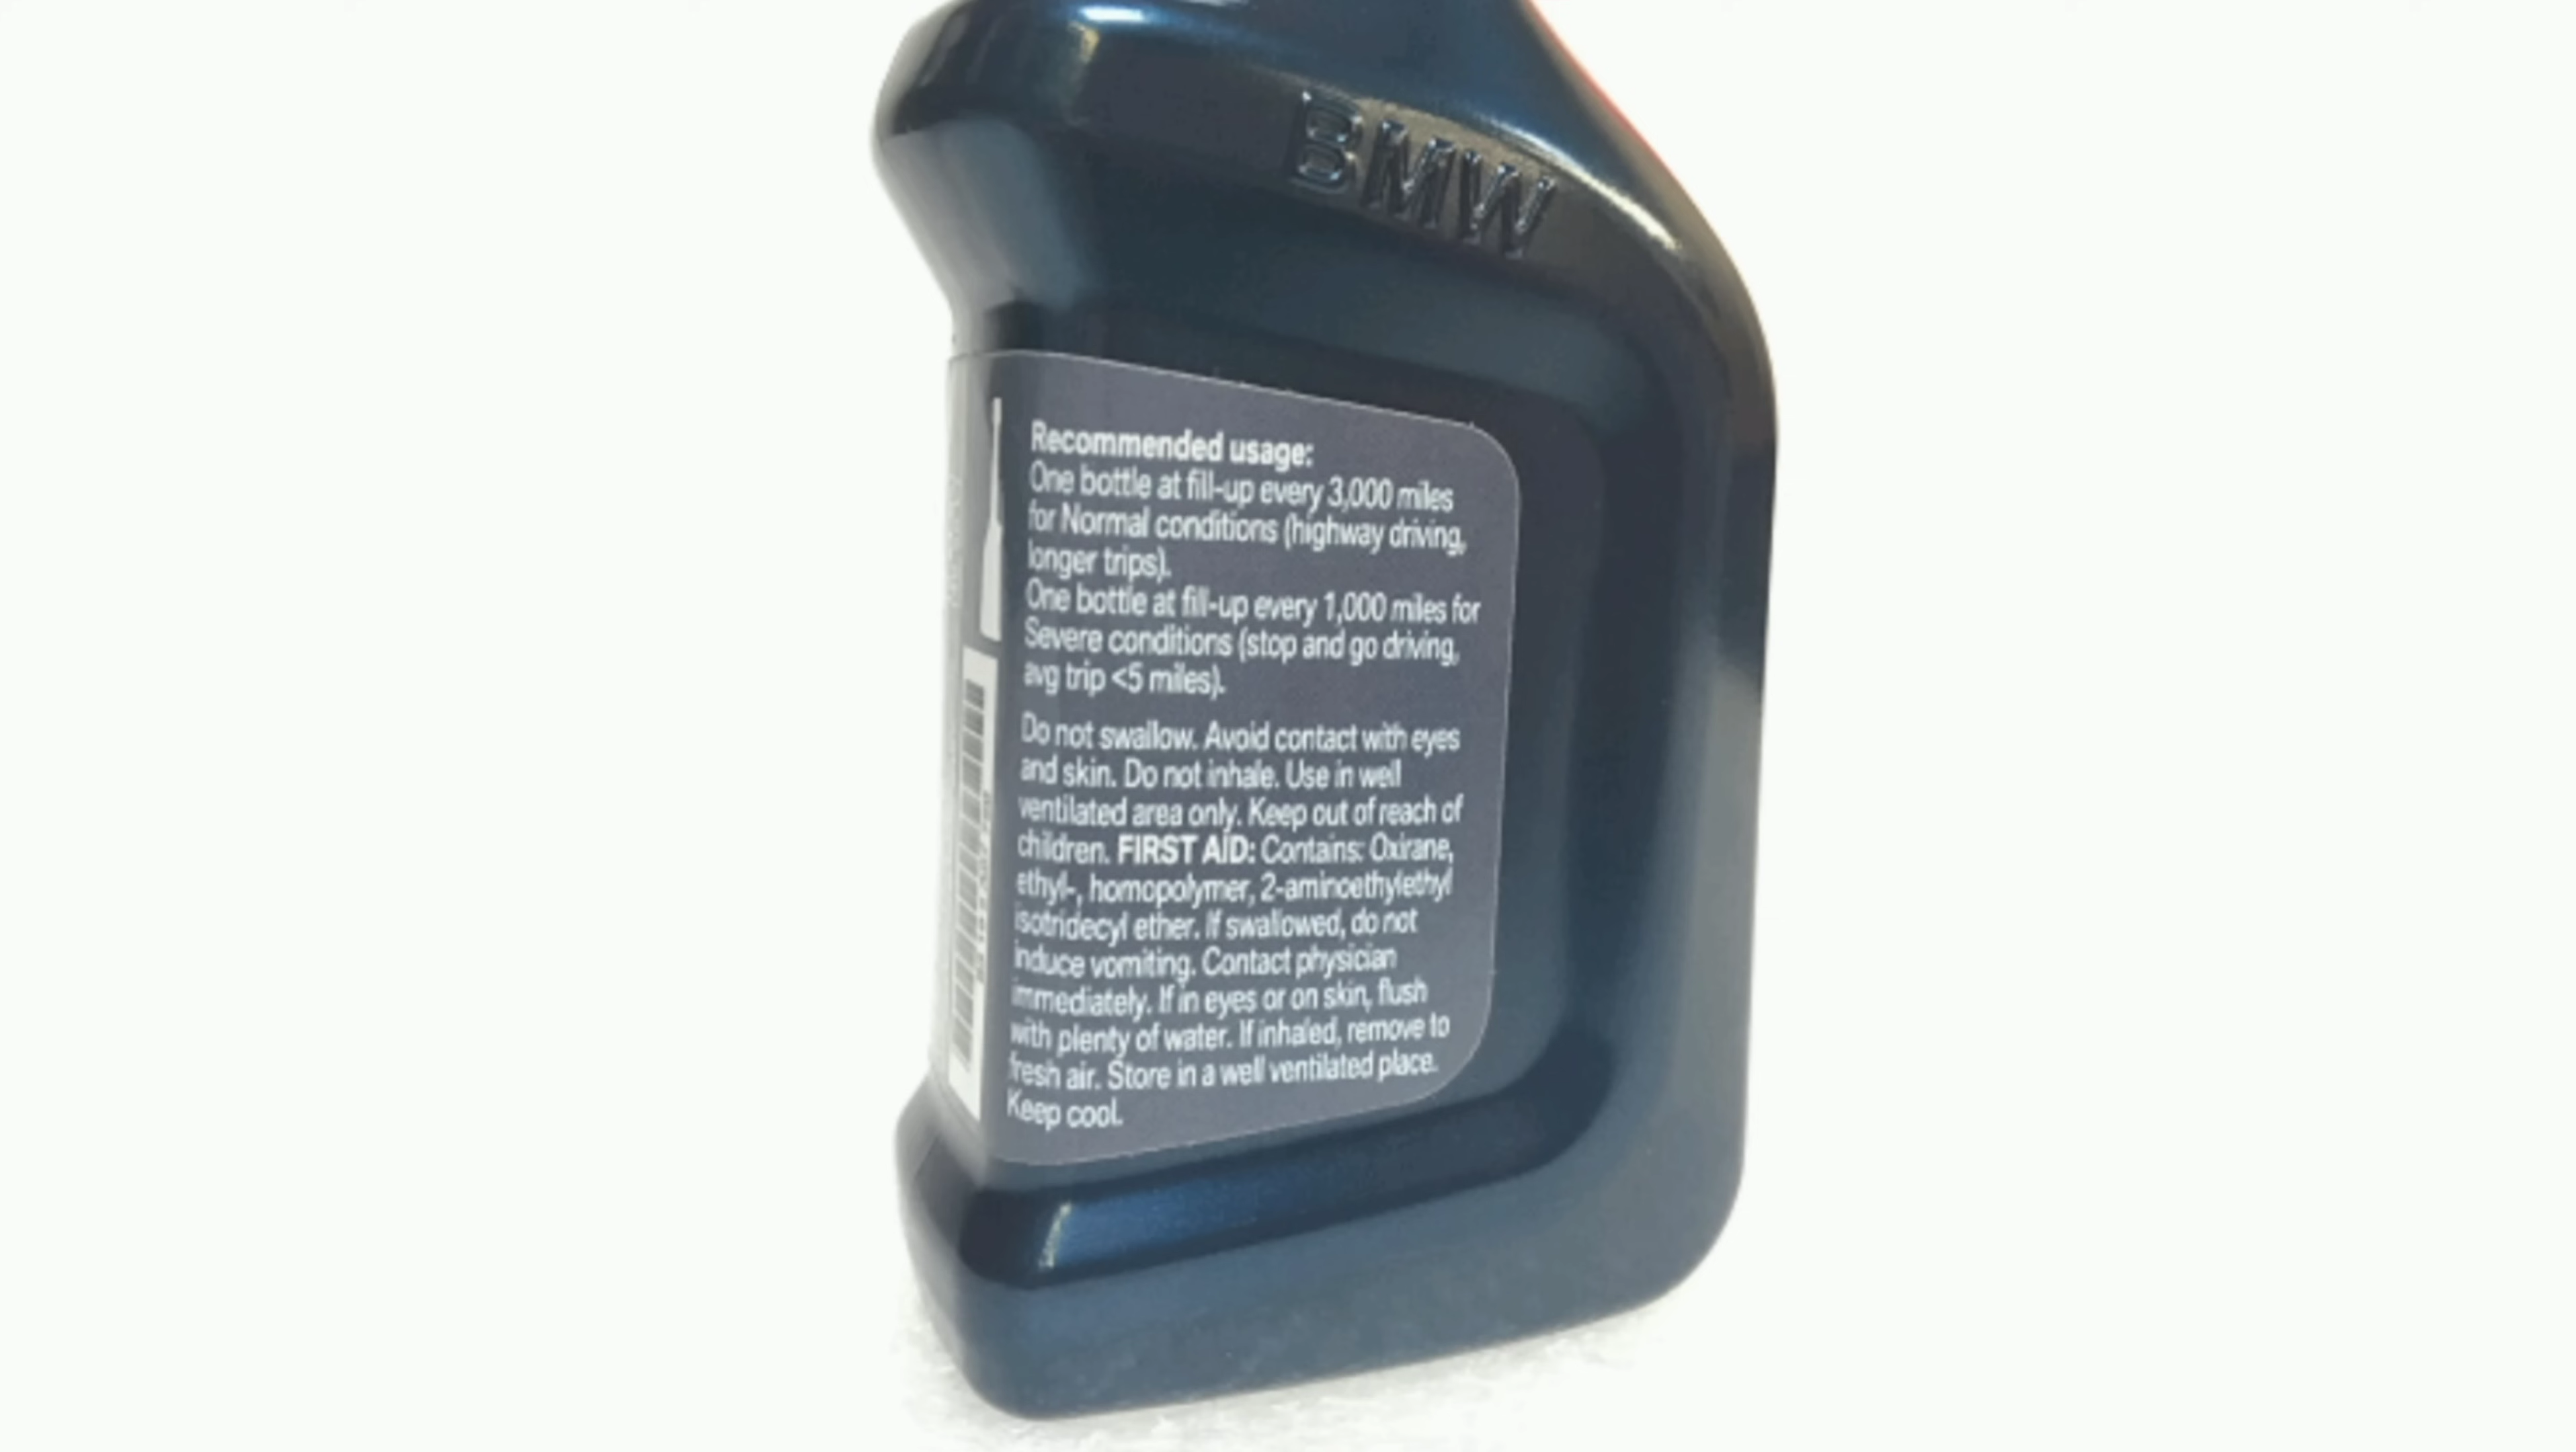 BMW
Recommended usage:
One bottle at fill-up every 3,000 miles
for Normal conditions (highway driving,
longer trips).
One bottle at fill-up every 1,000 miles for
Severe conditions (stop and go driving,
avg trip <5 miles).
Do not swallow. Avoid contact with eyes
and skin. Do not inhale. Use in well
ventilated area only. Keep out of reach of
children. FIRST AID: Contains: Oxirane,
ethyl-, homopolymer, 2-aminoethylethyl
isotridecyl ether. If swallowed, do not
induce vomiting. Contact physician
immediately. If in eyes or on skin, flush
with plenty of water. If inhaled, remove to
fresh air. Store in a well ventilated place.
Keep cool.